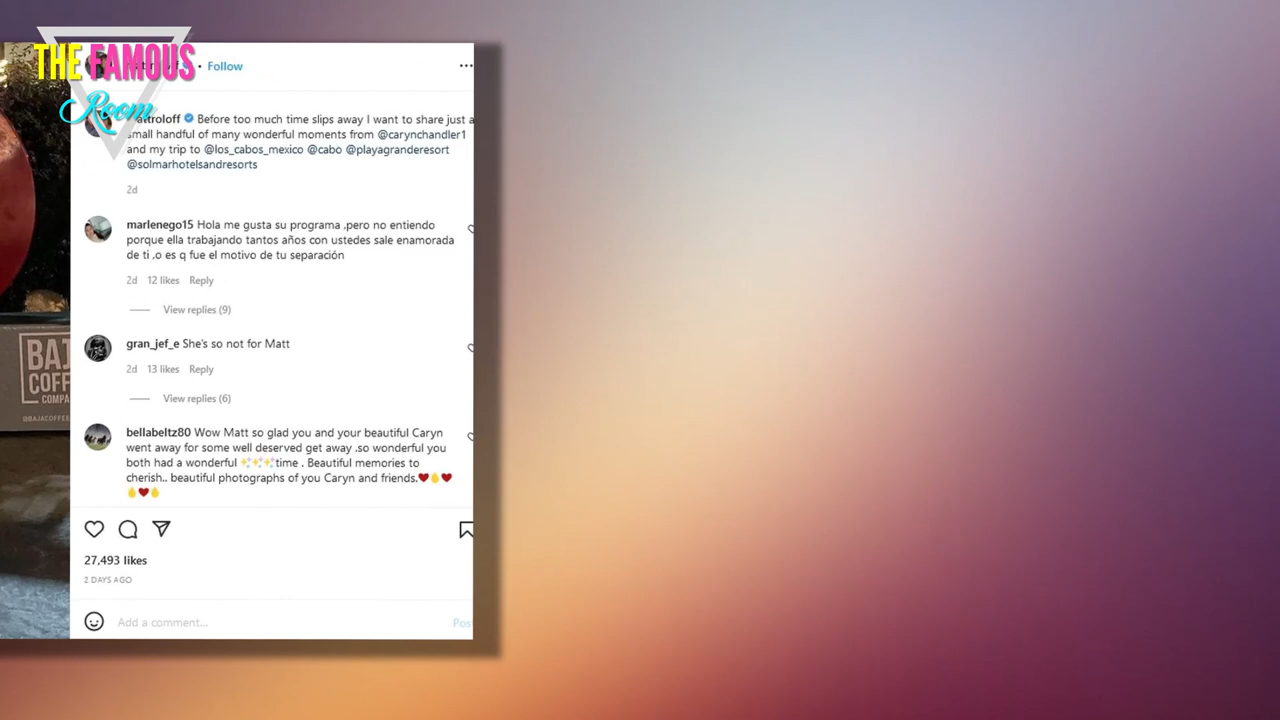 THE FAMOUS
Room
• Follow
Before too much time slips away I want to share just a
small handful of many wonderful moments from @carynchandler1
and my trip to @los_cabos_mexico @cabo @playagranderesort
@solmarhotelsandresorts
2d
marlenego15 Hola me gusta su programa ,pero no entiendo
porque ella trabajando tantos años con ustedes sale enamorada
de ti ,o es q fue el motivo de tu separación
2d 12 likes Reply
View replies (9)
gran_jef_e She's so not for Matt
2d 13 likes Reply
View replies (6)
bellabeltz80 Wow Matt so glad you and your beautiful Caryn
went away for some well deserved get away .so wonderful you
both had a wonderful ✨✨✨time . Beautiful memories to
cherish.. beautiful photographs of you Caryn and friends.
27,493 likes
2 DAYS AGO
Add a comment...